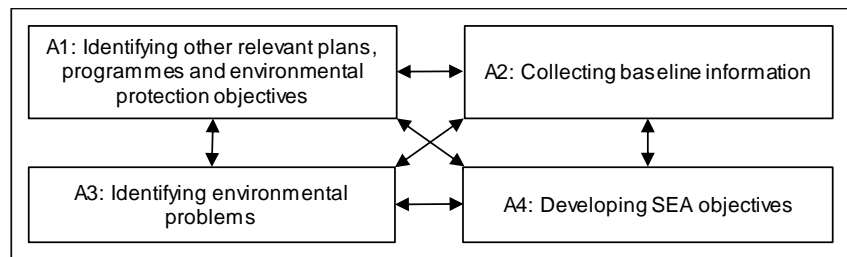 A1: Identifying other relevant plans,
programmes and environmental
protection objectives
A2: Collecting baseline information
A3: Identifying environmental
problems
A4: Developing SEA objectives